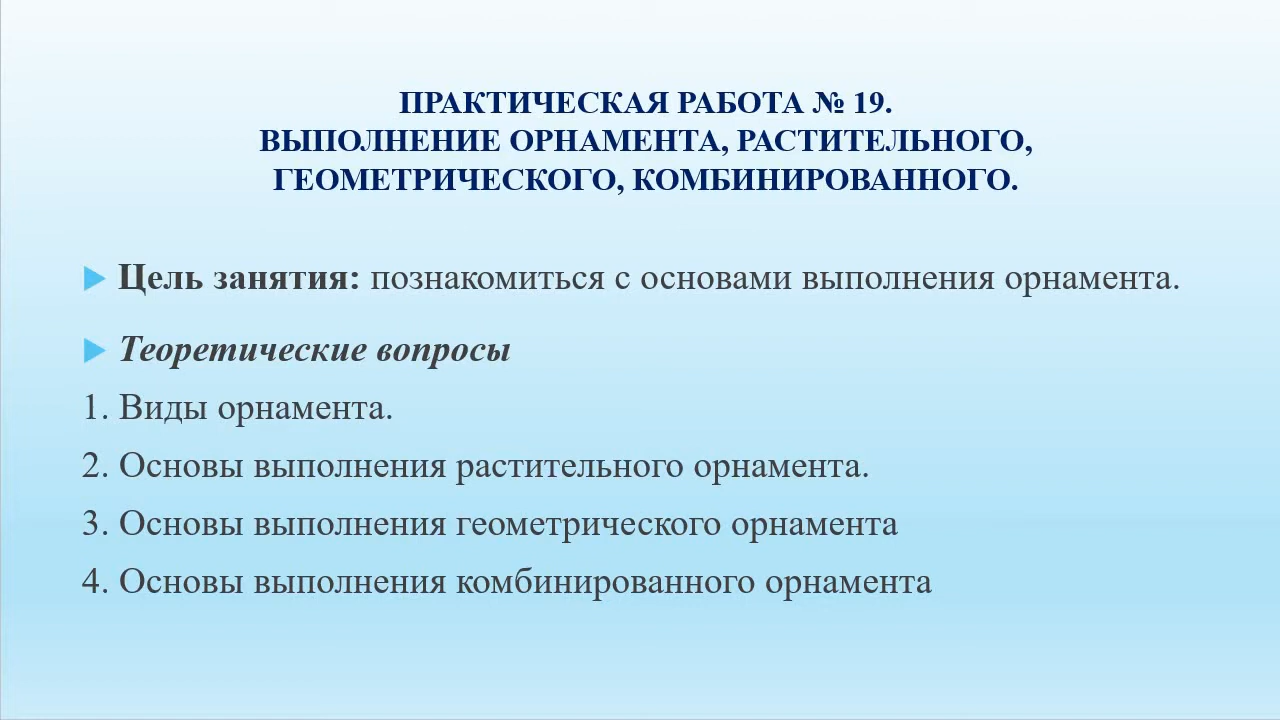 ПРАКТИЧЕСКАЯ РАБОТА № 19.
ВЫПОЛНЕНИЕ ОРНАМЕНТА, РАСТИТЕЛЬНОГО,
ГЕОМЕТРИЧЕСКОГО, КОМБИНИРОВАННОГО.
Цель занятия: познакомиться с основами выполнения орнамента.
Теоретические вопросы
1. Виды орнамента.
2. Основы выполнения растительного орнамента.
3. Основы выполнения геометрического орнамента
4. Основы выполнения комбинированного орнамента